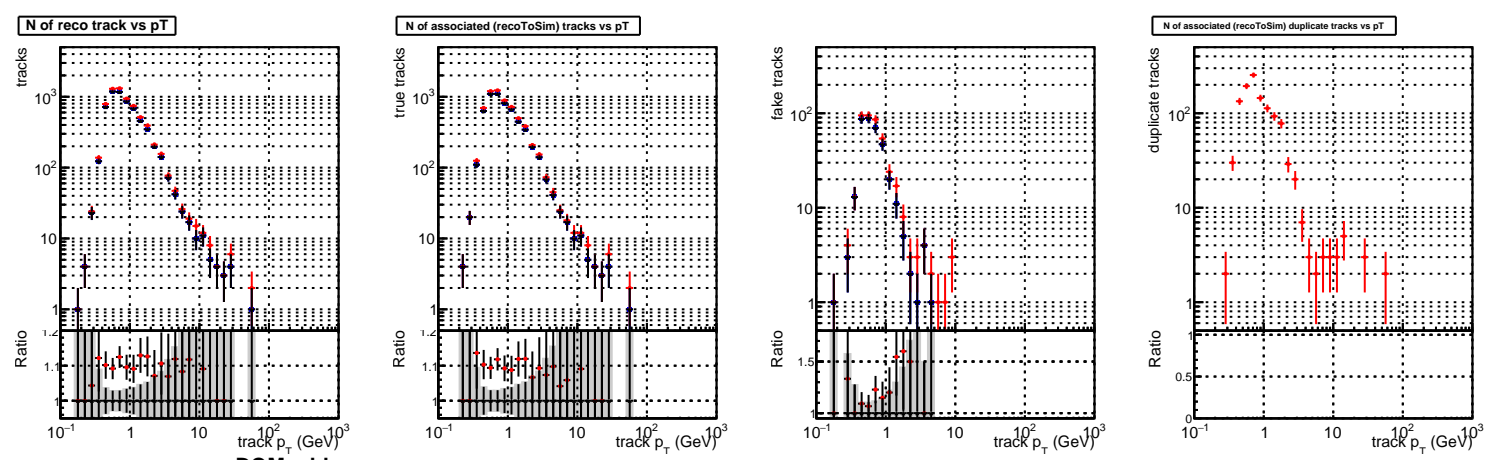 N of reco track vs pT
tracks
10³
10²
10
1
Ratio
1.2
1.1
1
10⁻¹ 1 10 10² 10³
track p_T (GeV)
N of associated (recoToSim) tracks vs pT
true tracks
10³
10²
10
1
Ratio
1.2
1.1
1
10⁻¹ 1 10 10² 10³
track p_T (GeV)
fake tracks
10²
10
1
Ratio
1.5
1
10⁻¹ 1 10 10² 10³
track p_T (GeV)
N of associated (recoToSim) duplicate tracks vs pT
duplicate tracks
10²
10
1
Ratio
1
0.5
0
10⁻¹ 1 10 10² 10³
track p_T (GeV)